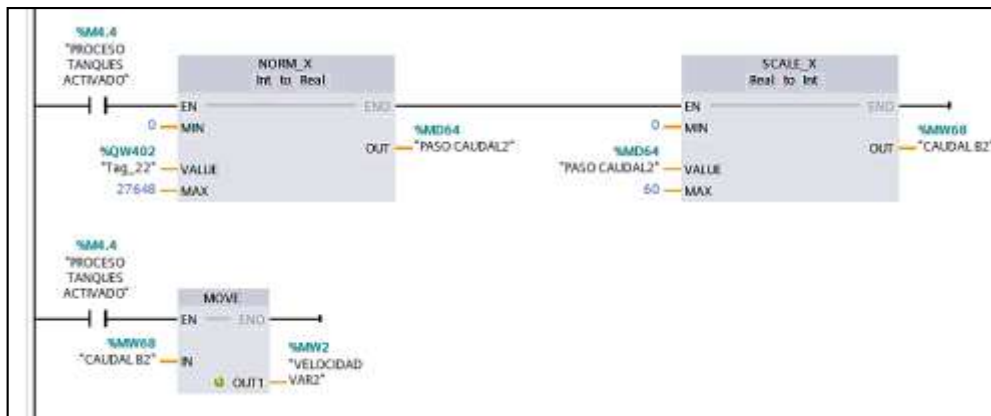 %M4.4
"PROCESO
TANQUES
ACTIVADO"
NORM_X
Int to Real
EN
ENO
0
MIN
%QW402
"Tag_22"
VALUE
27648
MAX
OUT
%MD64
"PASO CAUDAL2"
SCALE_X
Real to Int
EN
ENO
0
MIN
%MD64
"PASO CAUDAL2"
VALUE
60
MAX
OUT
%MW68
"CAUDAL B2"
%M4.4
"PROCESO
TANQUES
ACTIVADO"
MOVE
EN
ENO
%MW68
"CAUDAL B2"
IN
OUT1
%MW2
"VELOCIDAD
VAR2"